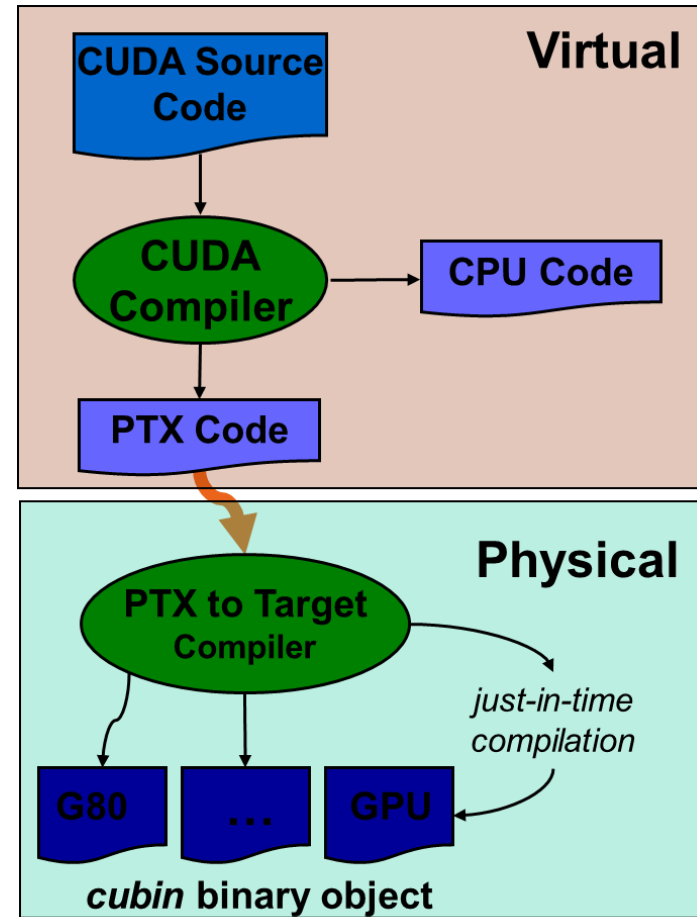 Virtual
CUDA Source
Code
CUDA
Compiler
CPU Code
PTX Code
Physical
PTX to Target
Compiler
just-in-time
compilation
G80
...
GPU
cubin binary object